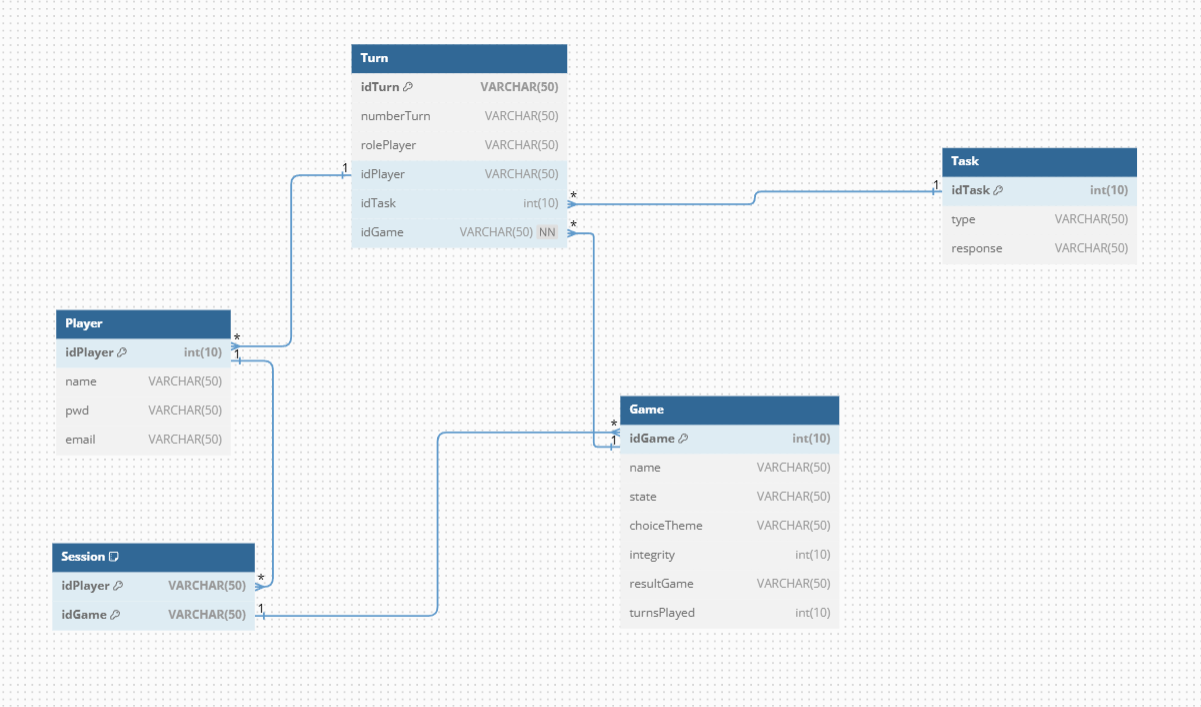 Turn
idTurn VARCHAR(50)
numberTurn VARCHAR(50)
rolePlayer VARCHAR(50)
1 idPlayer VARCHAR(50)
idTask int(10) *
idGame VARCHAR(50) NN *
Task
1 idTask int(10)
type VARCHAR(50)
response VARCHAR(50)
Player
idPlayer int(10) *
1
name VARCHAR(50)
pwd VARCHAR(50)
email VARCHAR(50)
Game
* idGame int(10)
1
name VARCHAR(50)
state VARCHAR(50)
choiceTheme VARCHAR(50)
integrity int(10)
resultGame VARCHAR(50)
turnsPlayed int(10)
Session
idPlayer VARCHAR(50) *
idGame VARCHAR(50) 1